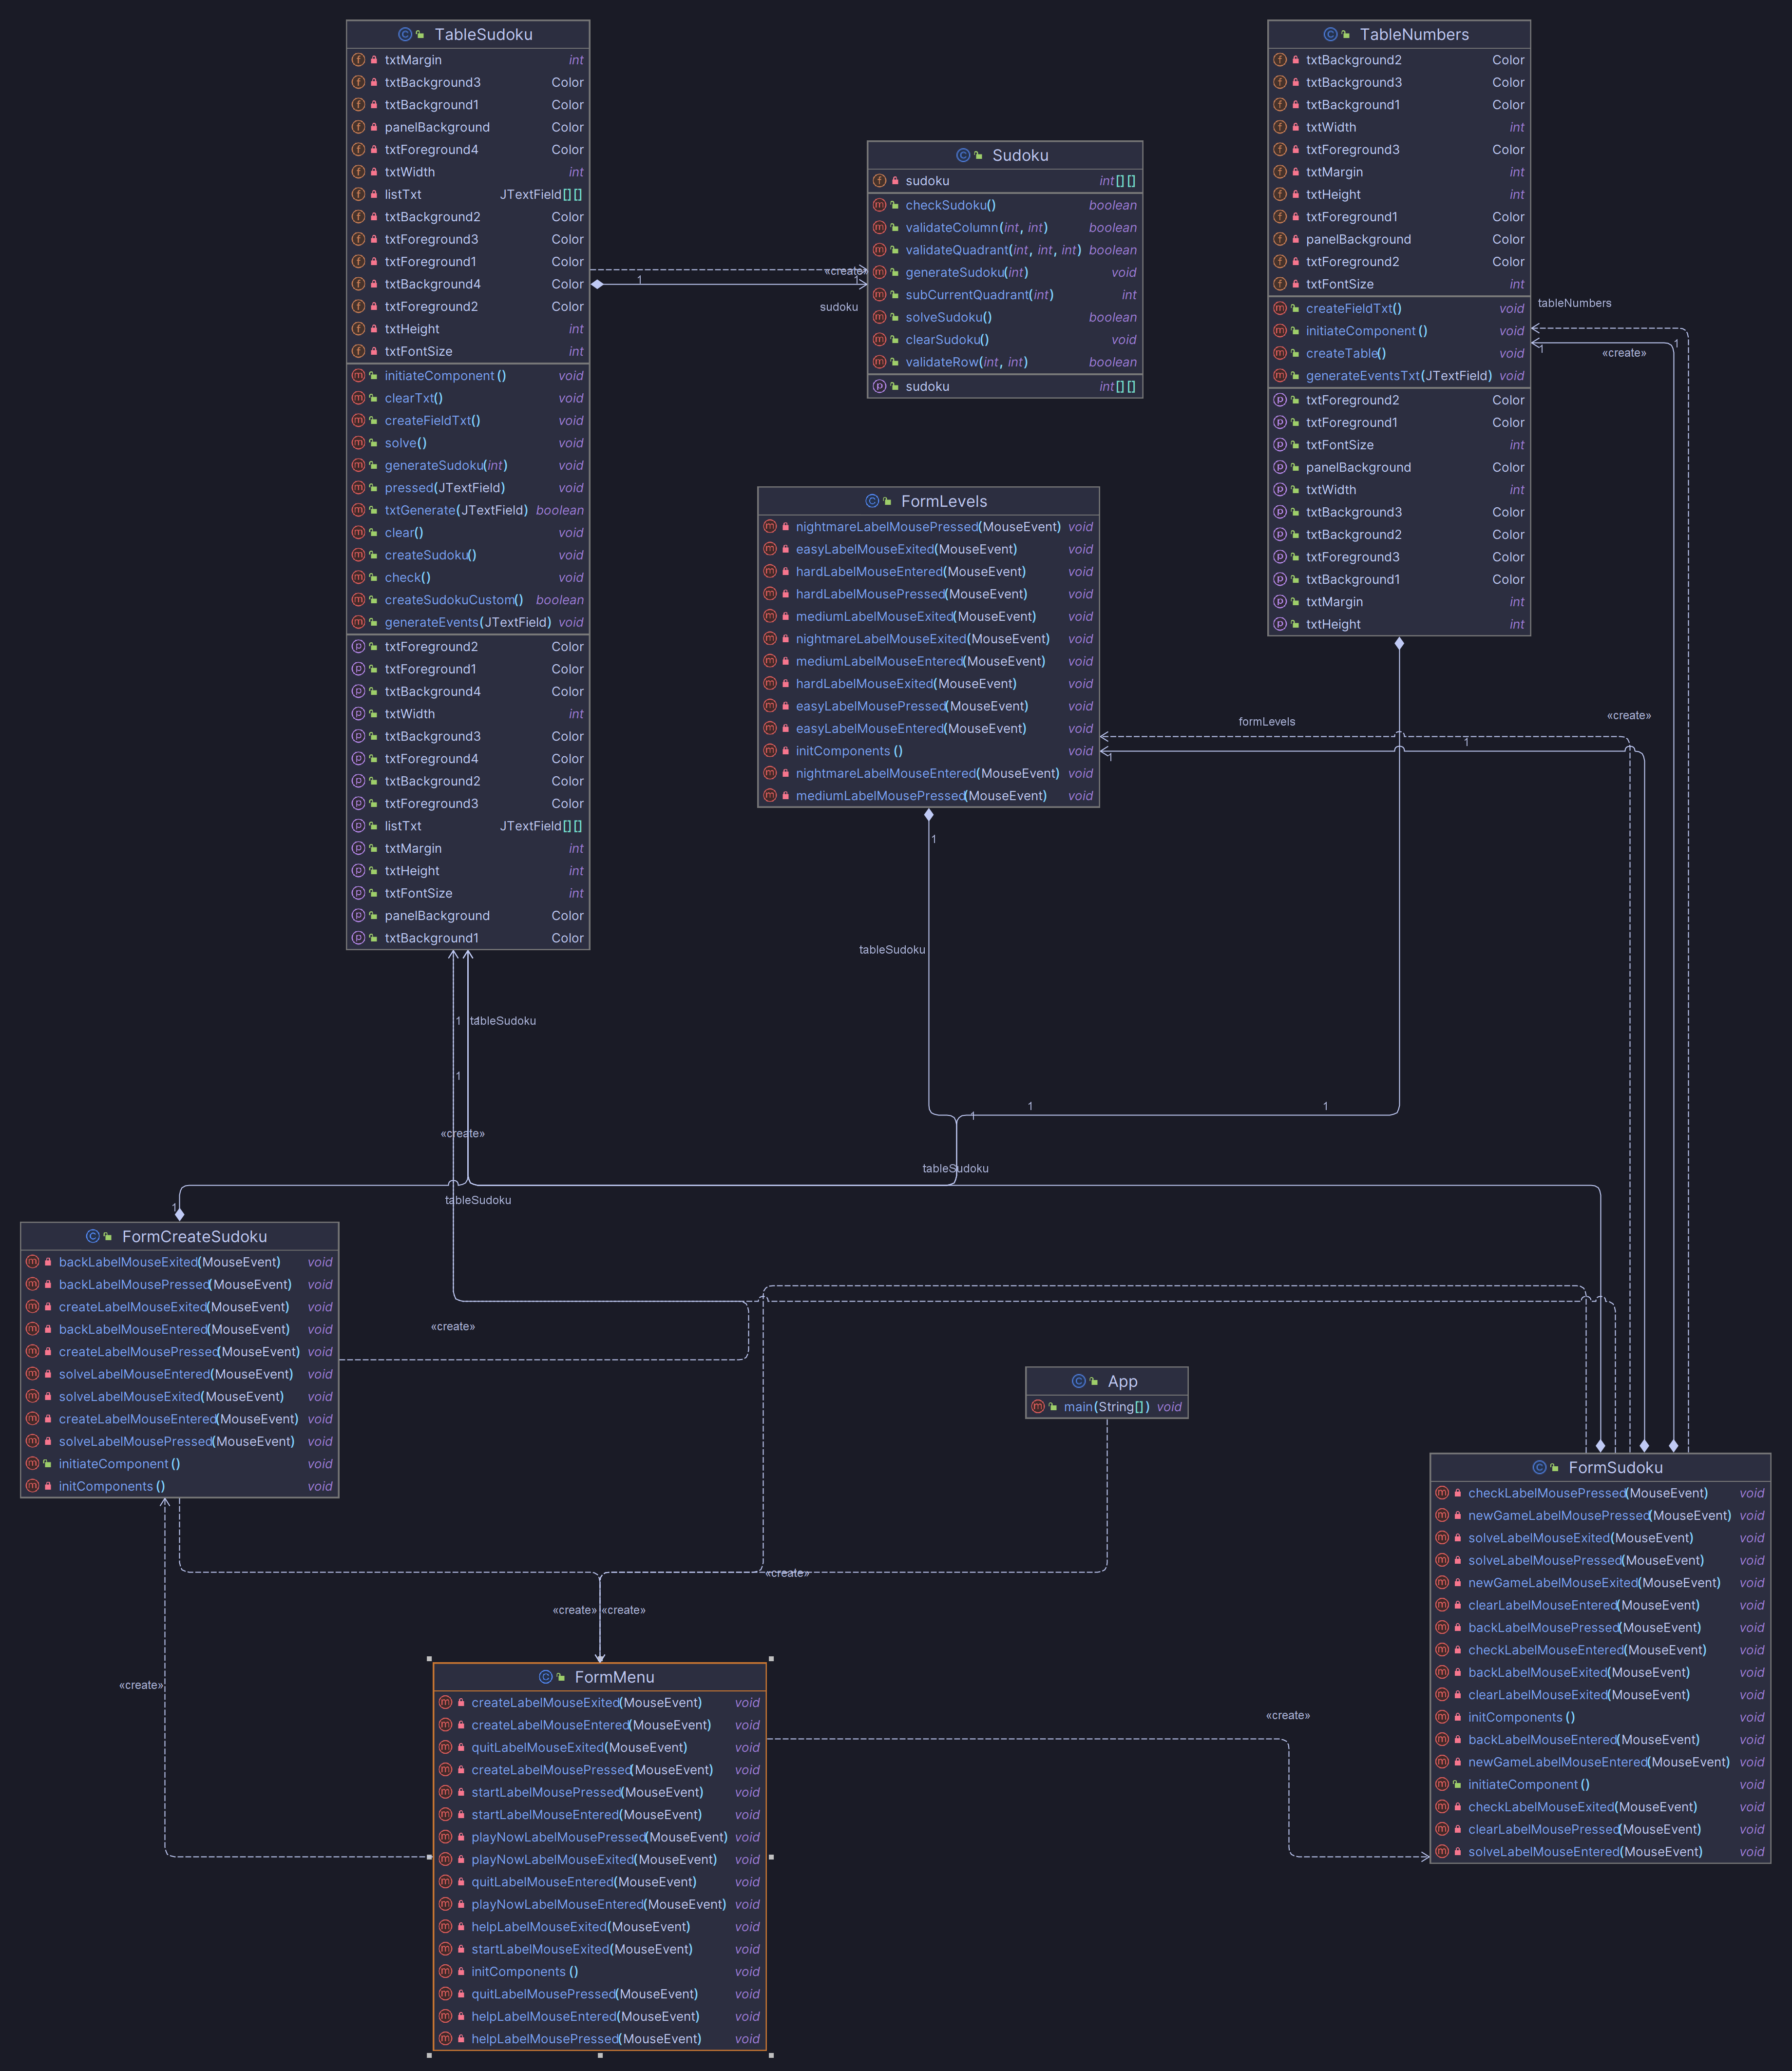 TableSudoku
txtMargin int
txtBackground3 Color
txtBackground1 Color
panelBackground Color
txtForeground4 Color
txtWidth int
listTxt JTextField[][]
txtBackground2 Color
txtForeground3 Color
txtForeground1 Color
txtBackground4 Color
txtForeground2 Color
txtHeight int
txtFontSize int
initiateComponent() void
clearTxt() void
createFieldTxt() void
solve() void
generateSudoku(int) void
pressed(JTextField) void
txtGenerate(JTextField) boolean
clear() void
createSudoku() void
check() void
createSudokuCustom() boolean
generateEvents(JTextField) void
txtForeground2 Color
txtForeground1 Color
txtBackground4 Color
txtWidth int
txtBackground3 Color
txtForeground4 Color
txtBackground2 Color
txtForeground3 Color
listTxt JTextField[][]
txtMargin int
txtHeight int
txtFontSize int
panelBackground Color
txtBackground1 Color
«create»
1 1
sudoku
Sudoku
sudoku int[][]
checkSudoku() boolean
validateColumn(int, int) boolean
validateQuadrant(int, int, int) boolean
generateSudoku(int) void
subCurrentQuadrant(int) int
solveSudoku() boolean
clearSudoku() void
validateRow(int, int) boolean
sudoku int[][]
TableNumbers
txtBackground2 Color
txtBackground3 Color
txtBackground1 Color
txtWidth int
txtForeground3 Color
txtMargin int
txtHeight int
txtForeground1 Color
panelBackground Color
txtForeground2 Color
txtFontSize int
createFieldTxt() void
initiateComponent() void
createTable() void
generateEventsTxt(JTextField) void
txtForeground2 Color
txtForeground1 Color
txtFontSize int
panelBackground Color
txtWidth int
txtBackground3 Color
txtBackground2 Color
txtForeground3 Color
txtBackground1 Color
txtMargin int
txtHeight int
tableNumbers
1
1
«create»
FormLevels
nightmareLabelMousePressed(MouseEvent) void
easyLabelMouseExited(MouseEvent) void
hardLabelMouseEntered(MouseEvent) void
hardLabelMousePressed(MouseEvent) void
mediumLabelMouseExited(MouseEvent) void
nightmareLabelMouseExited(MouseEvent) void
mediumLabelMouseEntered(MouseEvent) void
hardLabelMouseExited(MouseEvent) void
easyLabelMousePressed(MouseEvent) void
easyLabelMouseEntered(MouseEvent) void
initComponents() void
nightmareLabelMouseEntered(MouseEvent) void
mediumLabelMousePressed(MouseEvent) void
formLevels
«create»
1
1
1
tableSudoku
1 tableSudoku
1
1
1
1
1
«create»
tableSudoku
tableSudoku
1
FormCreateSudoku
backLabelMouseExited(MouseEvent) void
backLabelMousePressed(MouseEvent) void
createLabelMouseExited(MouseEvent) void
backLabelMouseEntered(MouseEvent) void
createLabelMousePressed(MouseEvent) void
solveLabelMouseEntered(MouseEvent) void
solveLabelMouseExited(MouseEvent) void
createLabelMouseEntered(MouseEvent) void
solveLabelMousePressed(MouseEvent) void
initiateComponent() void
initComponents() void
«create»
App
main(String[]) void
«create»
«create»
«create»
«create»
FormMenu
createLabelMouseExited(MouseEvent) void
createLabelMouseEntered(MouseEvent) void
quitLabelMouseExited(MouseEvent) void
createLabelMousePressed(MouseEvent) void
startLabelMousePressed(MouseEvent) void
startLabelMouseEntered(MouseEvent) void
playNowLabelMousePressed(MouseEvent) void
playNowLabelMouseExited(MouseEvent) void
quitLabelMouseEntered(MouseEvent) void
playNowLabelMouseEntered(MouseEvent) void
helpLabelMouseExited(MouseEvent) void
startLabelMouseExited(MouseEvent) void
initComponents() void
quitLabelMousePressed(MouseEvent) void
helpLabelMouseEntered(MouseEvent) void
helpLabelMousePressed(MouseEvent) void
«create»
FormSudoku
checkLabelMousePressed(MouseEvent) void
newGameLabelMousePressed(MouseEvent) void
solveLabelMouseExited(MouseEvent) void
solveLabelMousePressed(MouseEvent) void
newGameLabelMouseExited(MouseEvent) void
clearLabelMouseEntered(MouseEvent) void
backLabelMousePressed(MouseEvent) void
checkLabelMouseEntered(MouseEvent) void
backLabelMouseExited(MouseEvent) void
clearLabelMouseExited(MouseEvent) void
initComponents() void
backLabelMouseEntered(MouseEvent) void
newGameLabelMouseEntered(MouseEvent) void
initiateComponent() void
checkLabelMouseExited(MouseEvent) void
clearLabelMousePressed(MouseEvent) void
solveLabelMouseEntered(MouseEvent) void